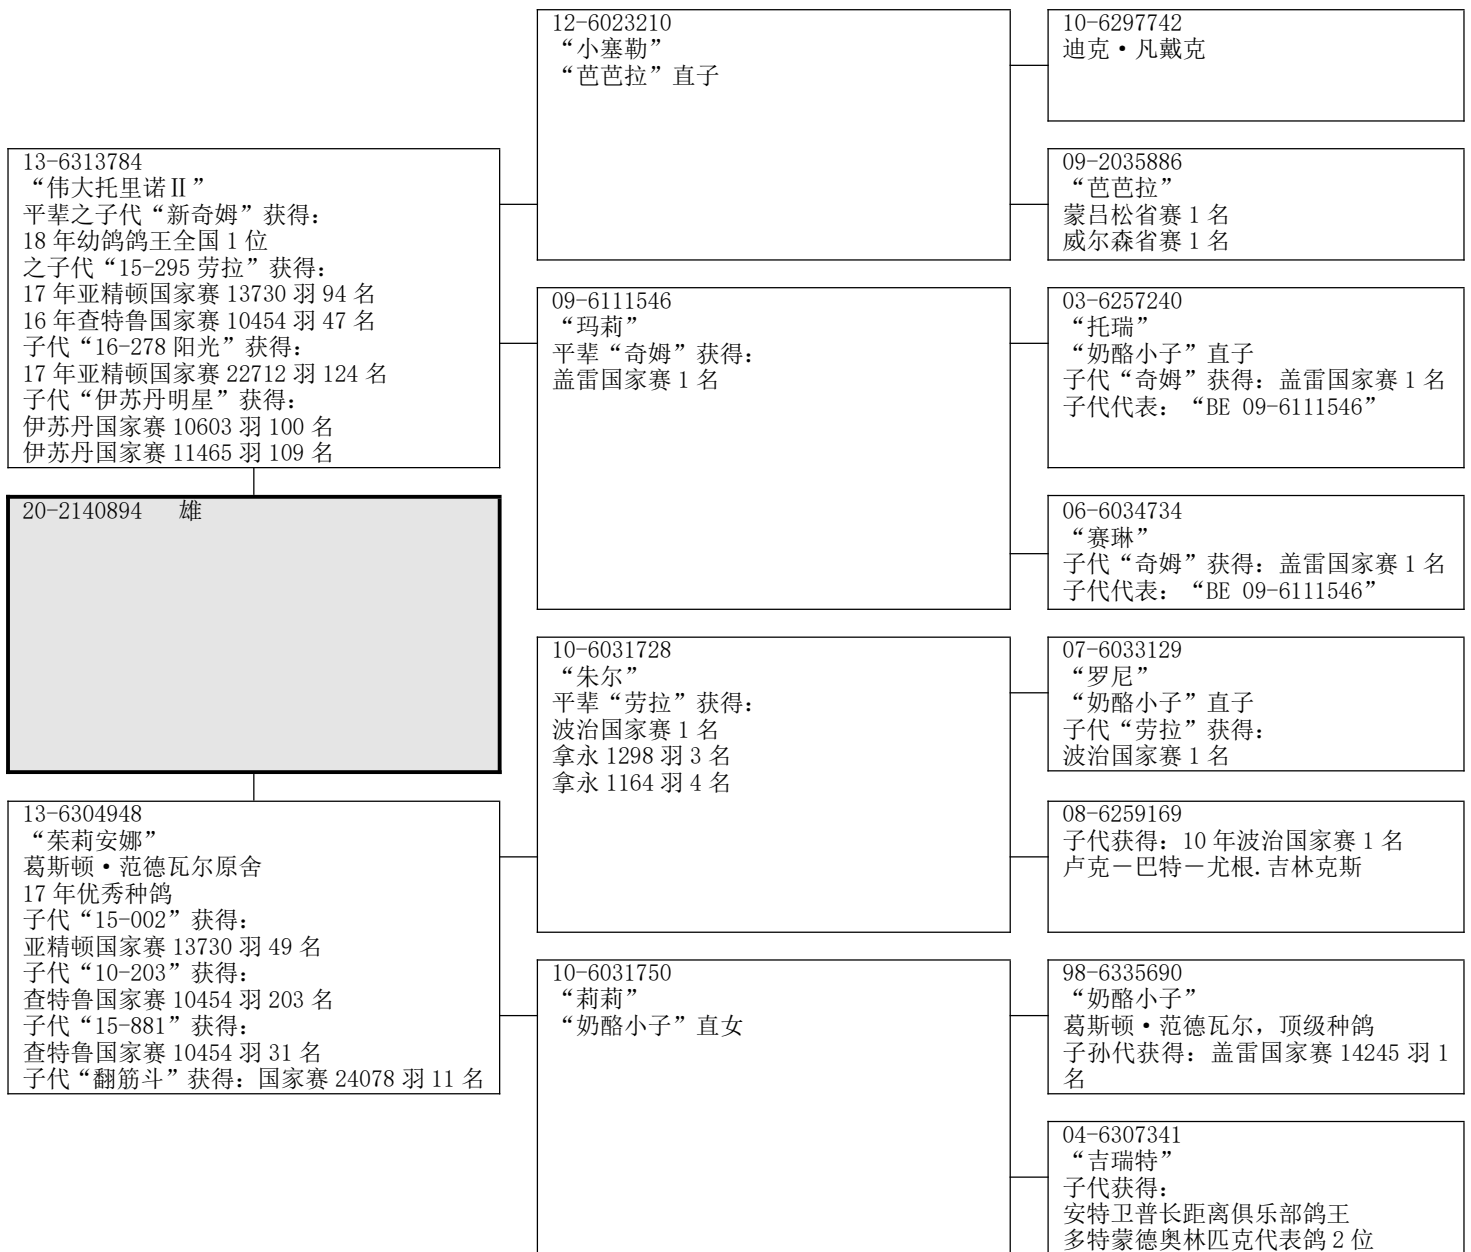 13-6313784
“伟大托里诺Ⅱ”
平辈之子代“新奇姆”获得：
18年幼鸽鸽王全国1位
之子代“15-295劳拉”获得：
17年亚精顿国家赛13730羽94名
16年查特鲁国家赛10454羽47名
子代“16-278阳光”获得：
17年亚精顿国家赛22712羽124名
子代“伊苏丹明星”获得：
伊苏丹国家赛10603羽100名
伊苏丹国家赛11465羽109名
20-2140894 雄
13-6304948
“茱莉安娜”
葛斯顿•范德瓦尔原舍
17年优秀种鸽
子代“15-002”获得：
亚精顿国家赛13730羽49名
子代“10-203”获得：
查特鲁国家赛10454羽203名
子代“15-881”获得：
查特鲁国家赛10454羽31名
子代“翻筋斗”获得：国家赛24078羽11名
12-6023210
“小塞勒”
“芭芭拉”直子
09-6111546
“玛莉”
平辈“奇姆”获得：
盖雷国家赛1名
10-6031728
“朱尔”
平辈“劳拉”获得：
波治国家赛1名
拿永1298羽3名
拿永1164羽4名
10-6031750
“莉莉”
“奶酪小子”直女
10-6297742
迪克•凡戴克
09-2035886
“芭芭拉”
蒙吕松省赛1名
威尔森省赛1名
03-6257240
“托瑞”
“奶酪小子”直子
子代“奇姆”获得：盖雷国家赛1名
子代代表：“BE 09-6111546”
06-6034734
“赛琳”
子代“奇姆”获得：盖雷国家赛1名
子代代表：“BE 09-6111546”
07-6033129
“罗尼”
“奶酪小子”直子
子代“劳拉”获得：
波治国家赛1名
08-6259169
子代获得：10年波治国家赛1名
卢克－巴特－尤根.吉林克斯
98-6335690
“奶酪小子”
葛斯顿•范德瓦尔，顶级种鸽
子孙代获得：盖雷国家赛14245羽1
名
04-6307341
“吉瑞特”
子代获得：
安特卫普长距离俱乐部鸽王
多特蒙德奥林匹克代表鸽2位